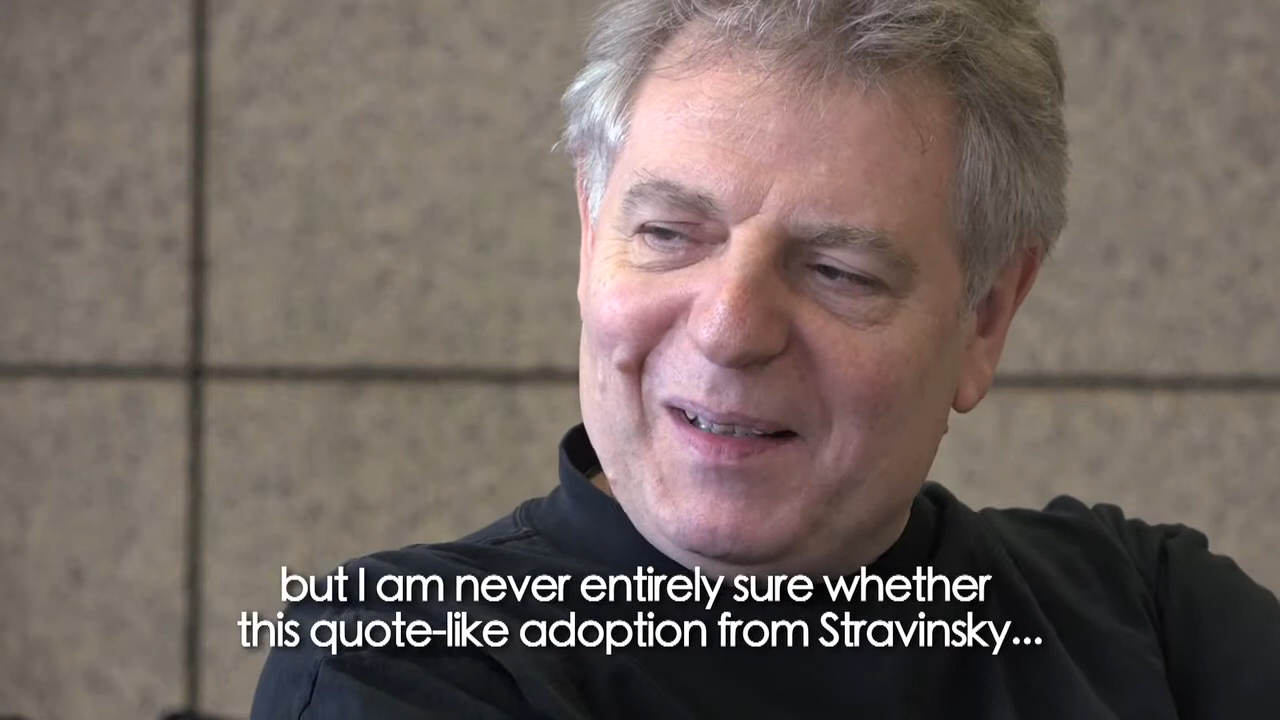 but I am never entirely sure whether
this quote-like adoption from Stravinsky...